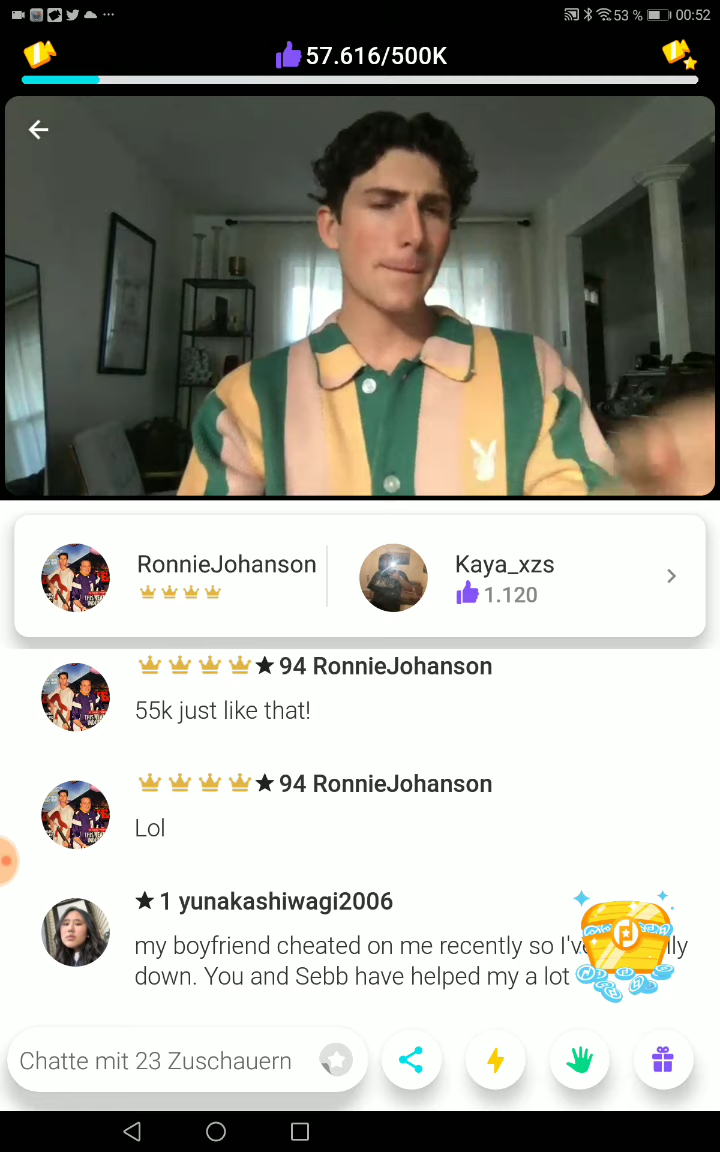 53 % 00:52
57.616/500K
RonnieJohanson
Kaya_xzs
1.120
94 RonnieJohanson
55k just like that!
94 RonnieJohanson
Lol
1 yunakashiwagi2006
my boyfriend cheated on me recently so I've
down. You and Sebb have helped my a lot
Chatte mit 23 Zuschauern